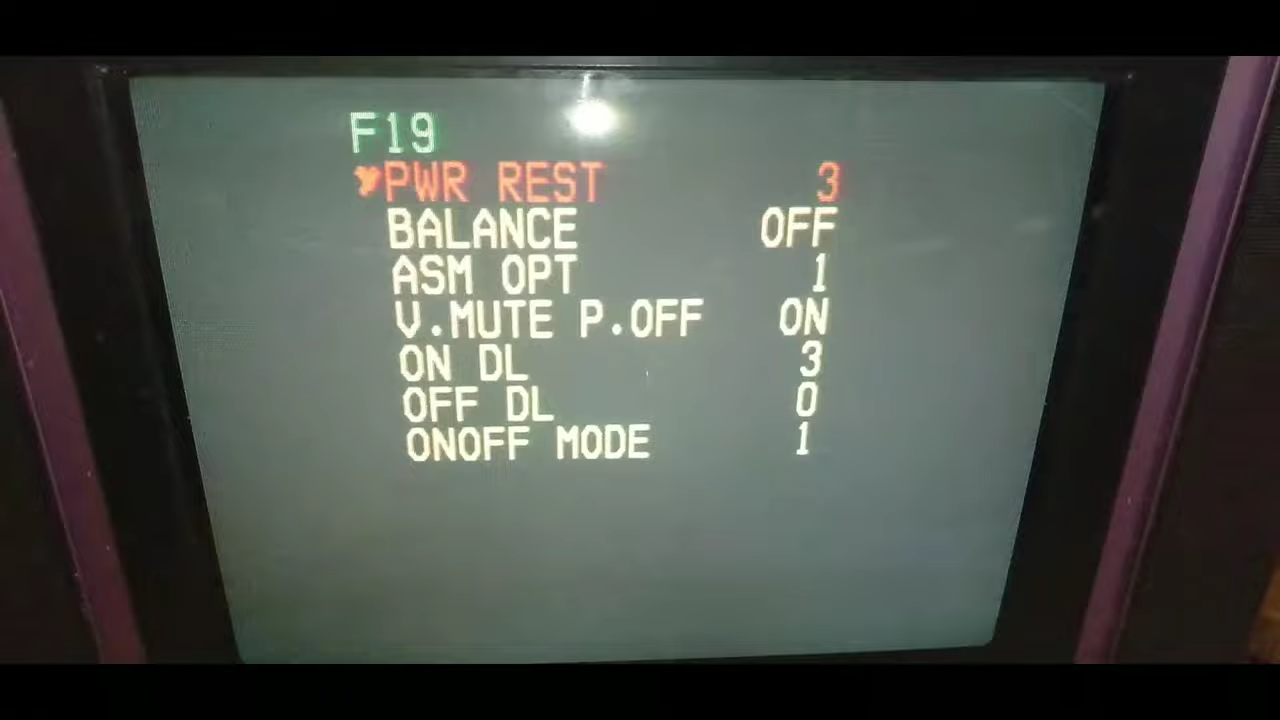 F19
PWR REST 3
BALANCE OFF
ASM OPT 1
V.MUTE P.OFF ON
ON DL 3
OFF DL 0
ONOFF MODE 1